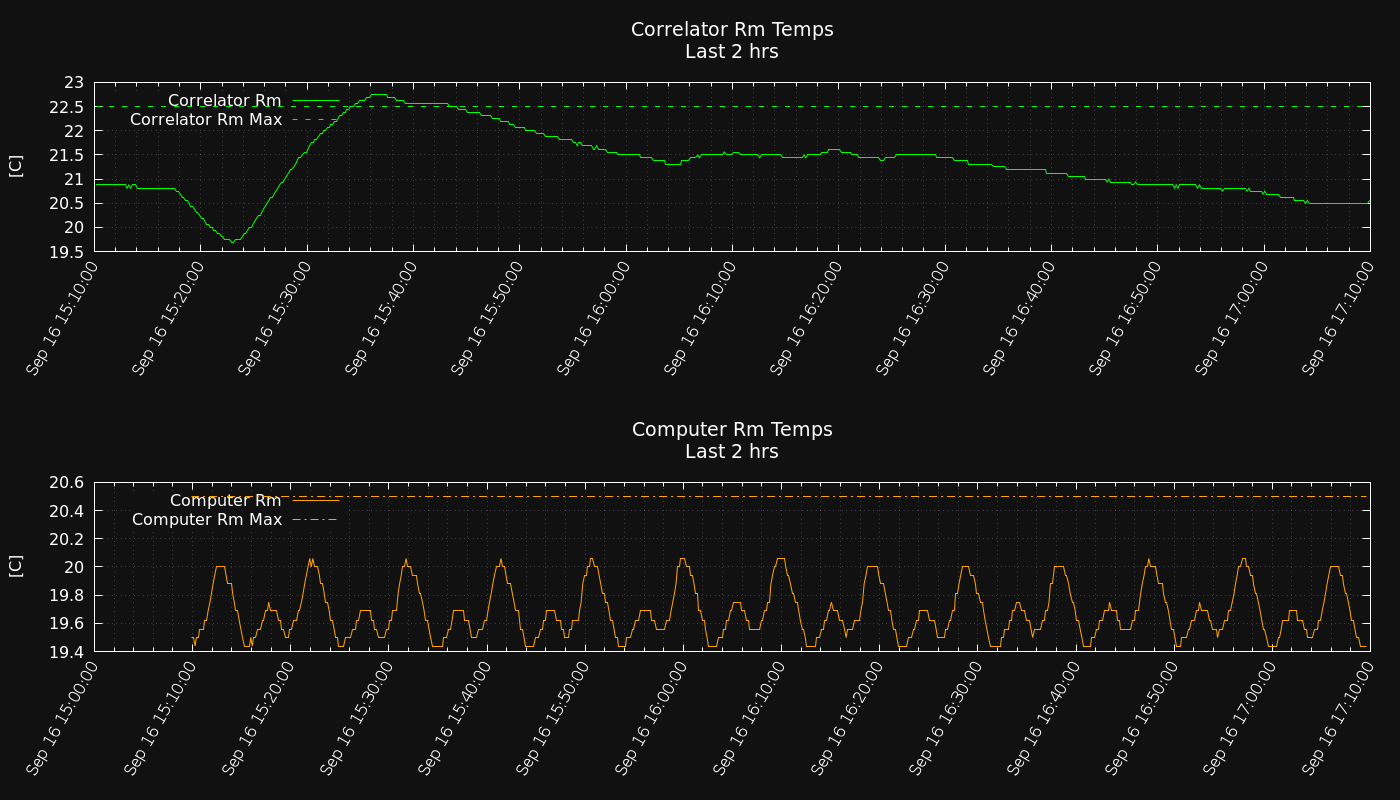 Correlator Rm Temps
Last 2 hrs
23
22.5
22
21.5
21
20.5
20
19.5
[C]
Correlator Rm
Correlator Rm Max
Sep 16 15:10:00
Sep 16 15:20:00
Sep 16 15:30:00
Sep 16 15:40:00
Sep 16 15:50:00
Sep 16 16:00:00
Sep 16 16:10:00
Sep 16 16:20:00
Sep 16 16:30:00
Sep 16 16:40:00
Sep 16 16:50:00
Sep 16 17:00:00
Sep 16 17:10:00
Computer Rm Temps
Last 2 hrs
20.6
20.4
20.2
20
19.8
19.6
19.4
[C]
Computer Rm
Computer Rm Max
Sep 16 15:00:00
Sep 16 15:10:00
Sep 16 15:20:00
Sep 16 15:30:00
Sep 16 15:40:00
Sep 16 15:50:00
Sep 16 16:00:00
Sep 16 16:10:00
Sep 16 16:20:00
Sep 16 16:30:00
Sep 16 16:40:00
Sep 16 16:50:00
Sep 16 17:00:00
Sep 16 17:10:00